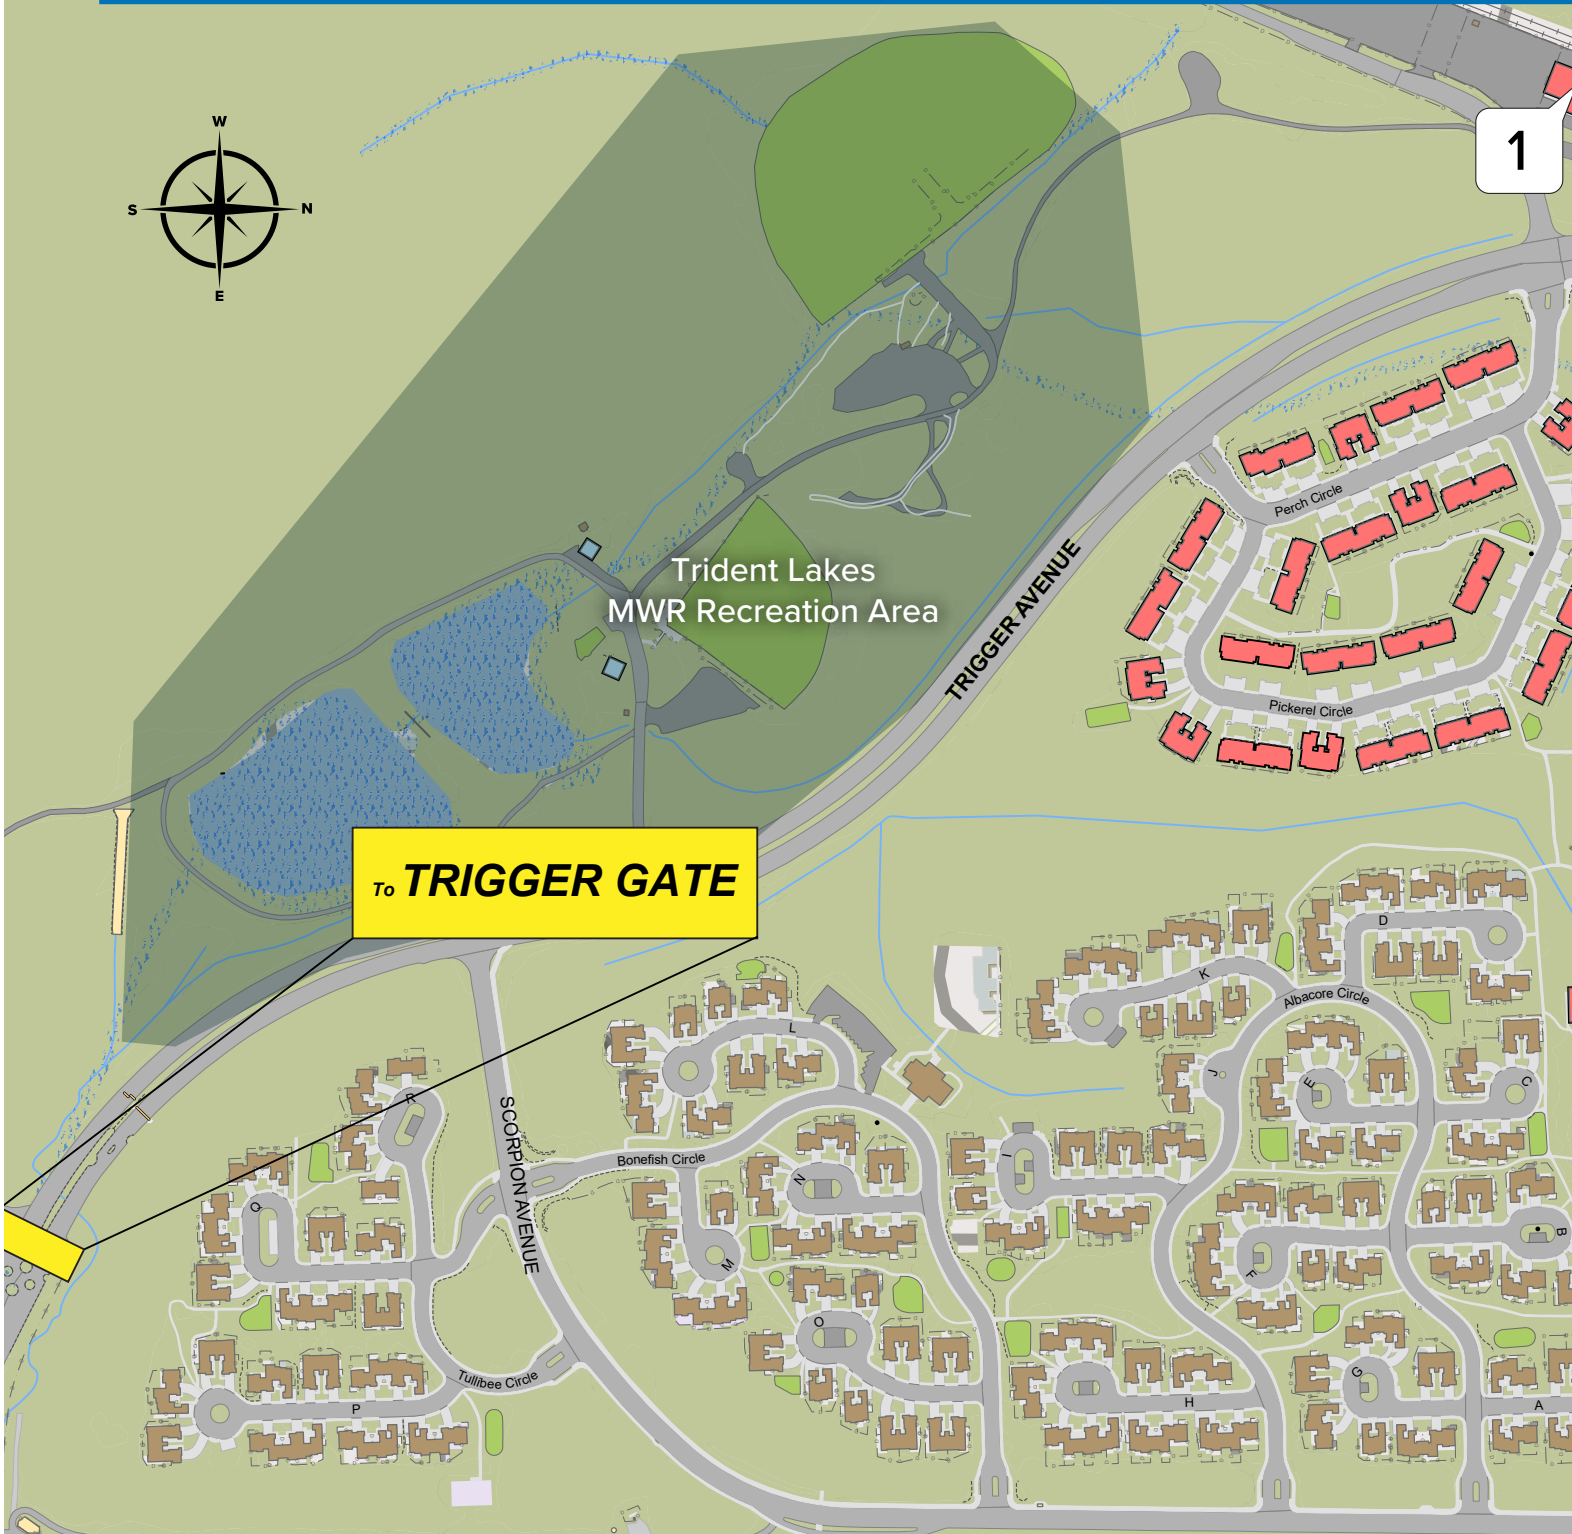 W
S
N
E
1
Trident Lakes
MWR Recreation Area
TRIGGER AVENUE
Perch Circle
Pickerel Circle
To TRIGGER GATE
D
K
Albacore Circle
L
J
E
C
R
SCORPION AVENUE
Bonefish Circle
I
N
Q
M
B
F
O
Tullibee Circle
G
P
H
A